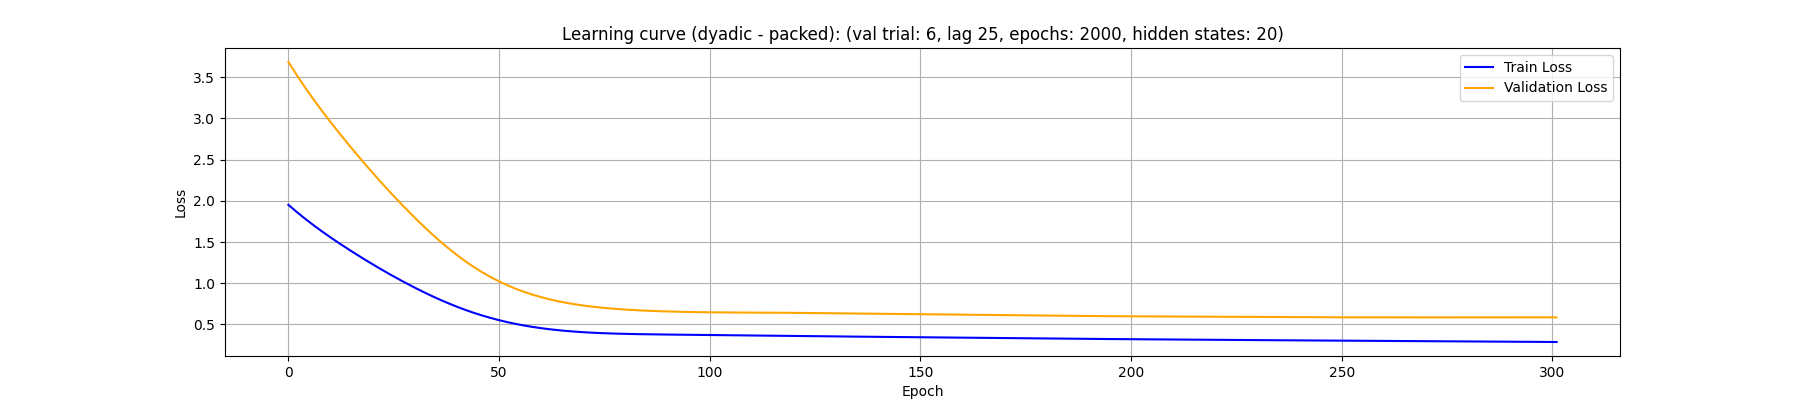 Learning curve (dyadic - packed): (val trial: 6, lag 25, epochs: 2000, hidden states: 20)
Train Loss
Validation Loss
3.5
3.0
2.5
2.0
1.5
1.0
0.5
Loss
0 50 100 150 200 250 300
Epoch